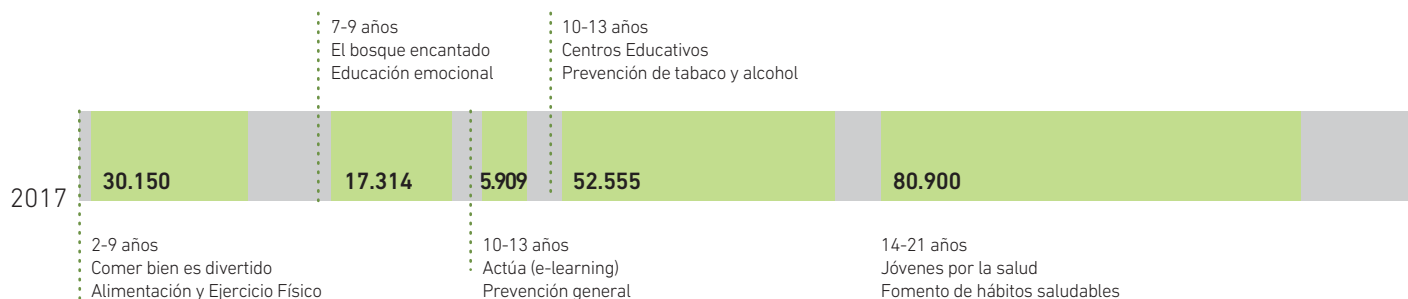 7-9 años
El bosque encantado
Educación emocional
10-13 años
Centros Educativos
Prevención de tabaco y alcohol
2017
30.150
17.314
5.909
52.555
80.900
2-9 años
Comer bien es divertido
Alimentación y Ejercicio Físico
10-13 años
Actúa (e-learning)
Prevención general
14-21 años
Jóvenes por la salud
Fomento de hábitos saludables